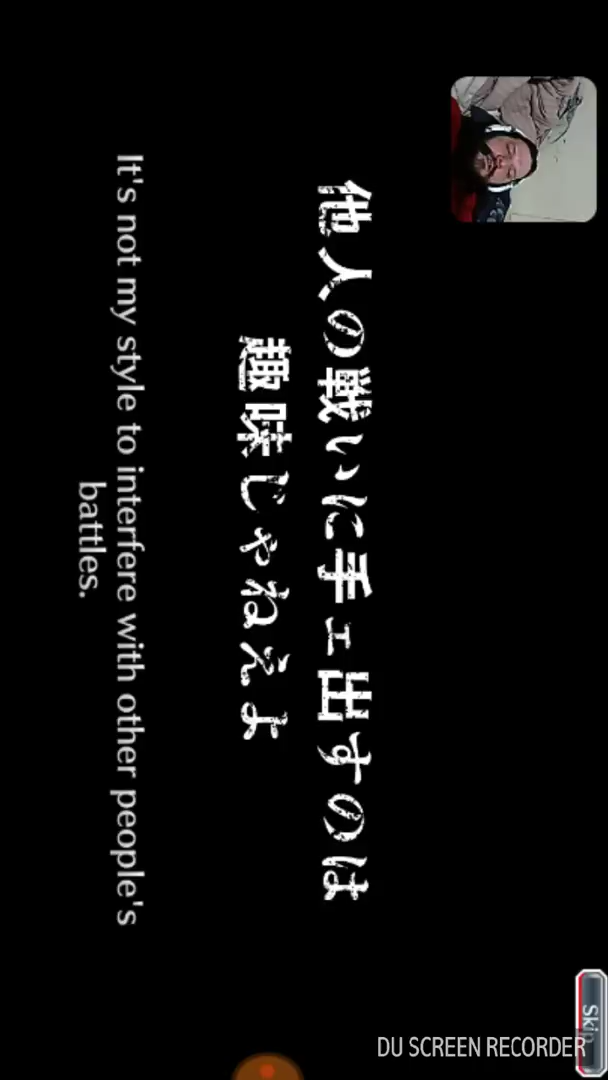 他人の戦いに手ェ出すのは
趣味じゃねえよ
It's not my style to interfere with other people's
battles.
Skip
DU SCREEN RECORDER